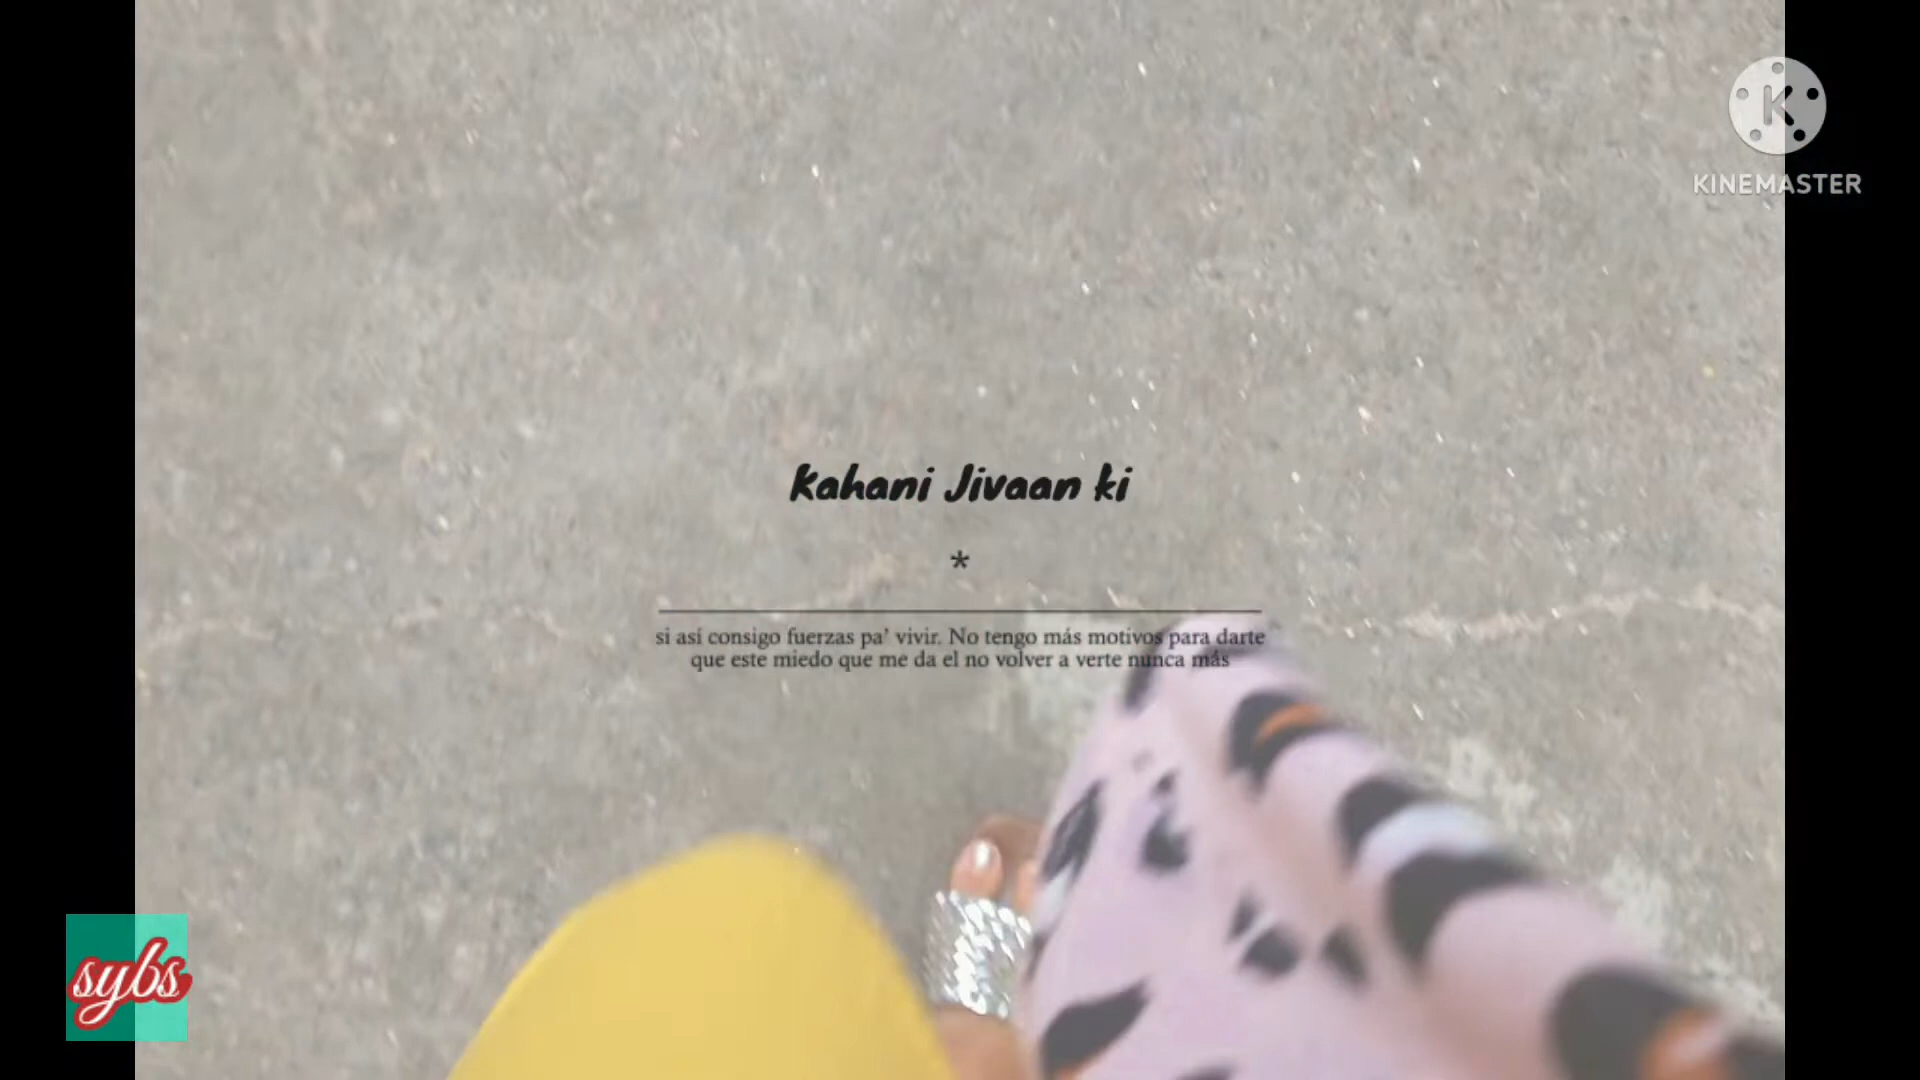 K
KINEMASTER
Kahani Jivaan ki
*
si así consigo fuerzas pa' vivir. No tengo más motivos para darte
que este miedo que me da el no volver a verte nunca más
sybs